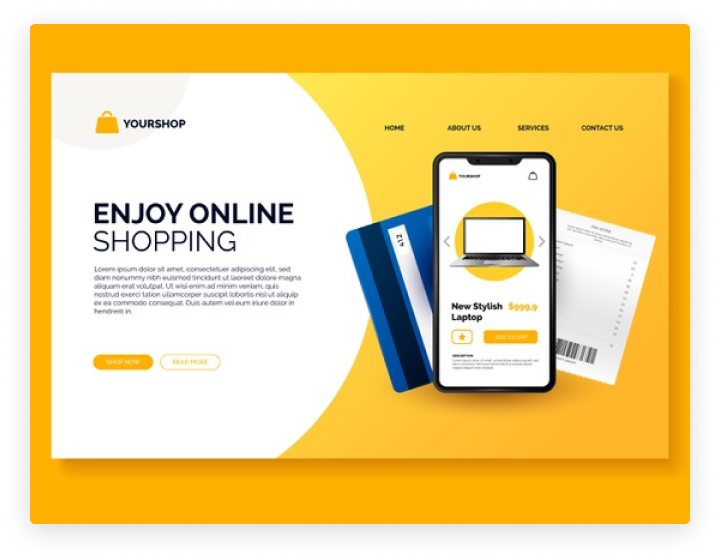 YOURSHOP
HOME ABOUT US SERVICES CONTACT US
ENJOY ONLINE
SHOPPING
Lorem ipsum dolor sit amet, consectetuer adipiscing elit, sed
diam nonummy nibh euismod tincidunt ut laoreet dolore magna
aliquam erat volutpat. Ut wisi enim ad minim veniam, quis
nostrud exerci tation ullamcorper suscipit lobortis nisl ut aliquip
ex ea commodo consequat. Duis autem vel eum iriure dolor in
hendrerit in
SHOP NOW READ MORE
472
YOURSHOP
New Stylish $999.9
Laptop
ADD TO CART
DESCRIPTION